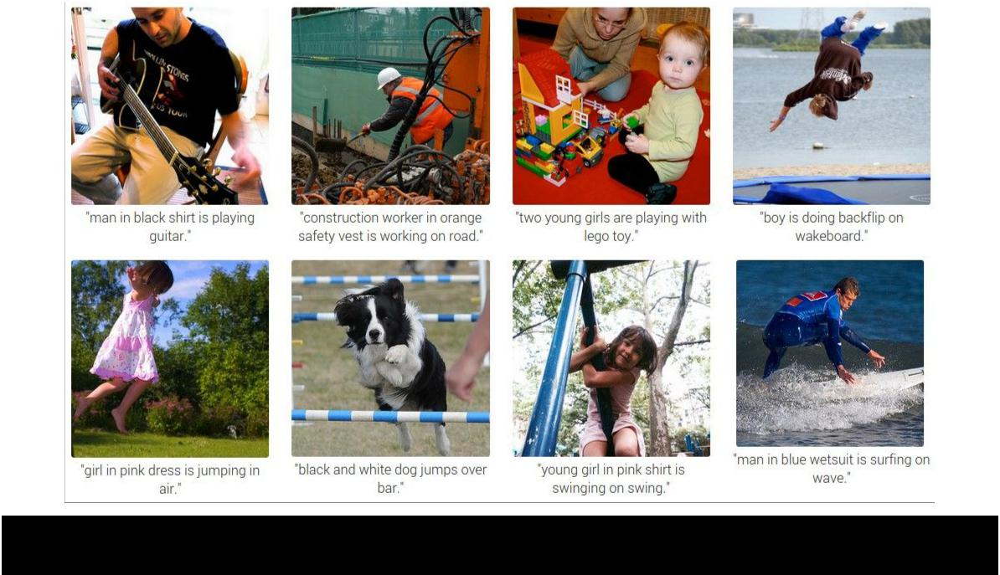 "man in black shirt is playing
guitar."
"construction worker in orange
safety vest is working on road."
"two young girls are playing with
lego toy."
"boy is doing backflip on
wakeboard."
"girl in pink dress is jumping in
air."
"black and white dog jumps over
bar."
"young girl in pink shirt is
swinging on swing."
"man in blue wetsuit is surfing on
wave."